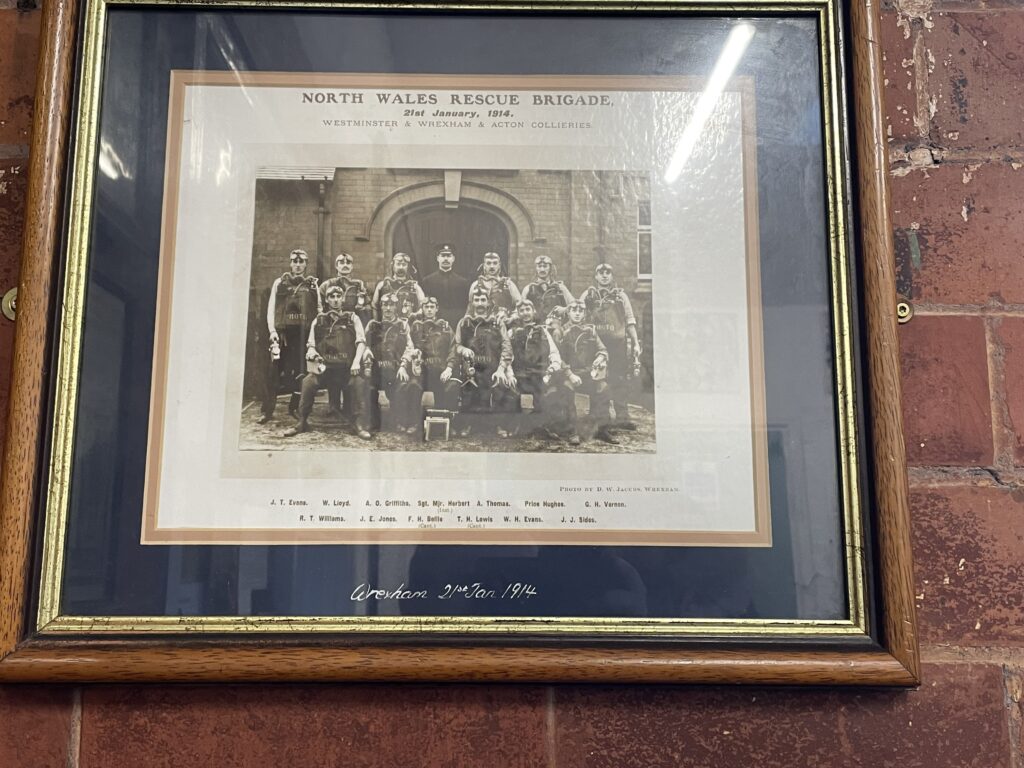 NORTH WALES RESCUE BRIGADE,
21st January, 1914.
WESTMINSTER & WREXHAM & ACTON COLLIERIES.
PROTO
PROTO
PHOTO BY D. W. JACOBS, WREXHAM.
J. T. Evans. W. Lloyd. A. O. Griffiths. Sgt. Mjr. Herbert A. Thomas. Price Hughes. G. H. Vernon.
(Inst.)
R. T. Williams. J. E. Jones. F. H. Bellis T. H. Lewis W. H. Evans. J. J. Sides.
(Capt.) (Capt.)
Wrexham 21st Jan 1914